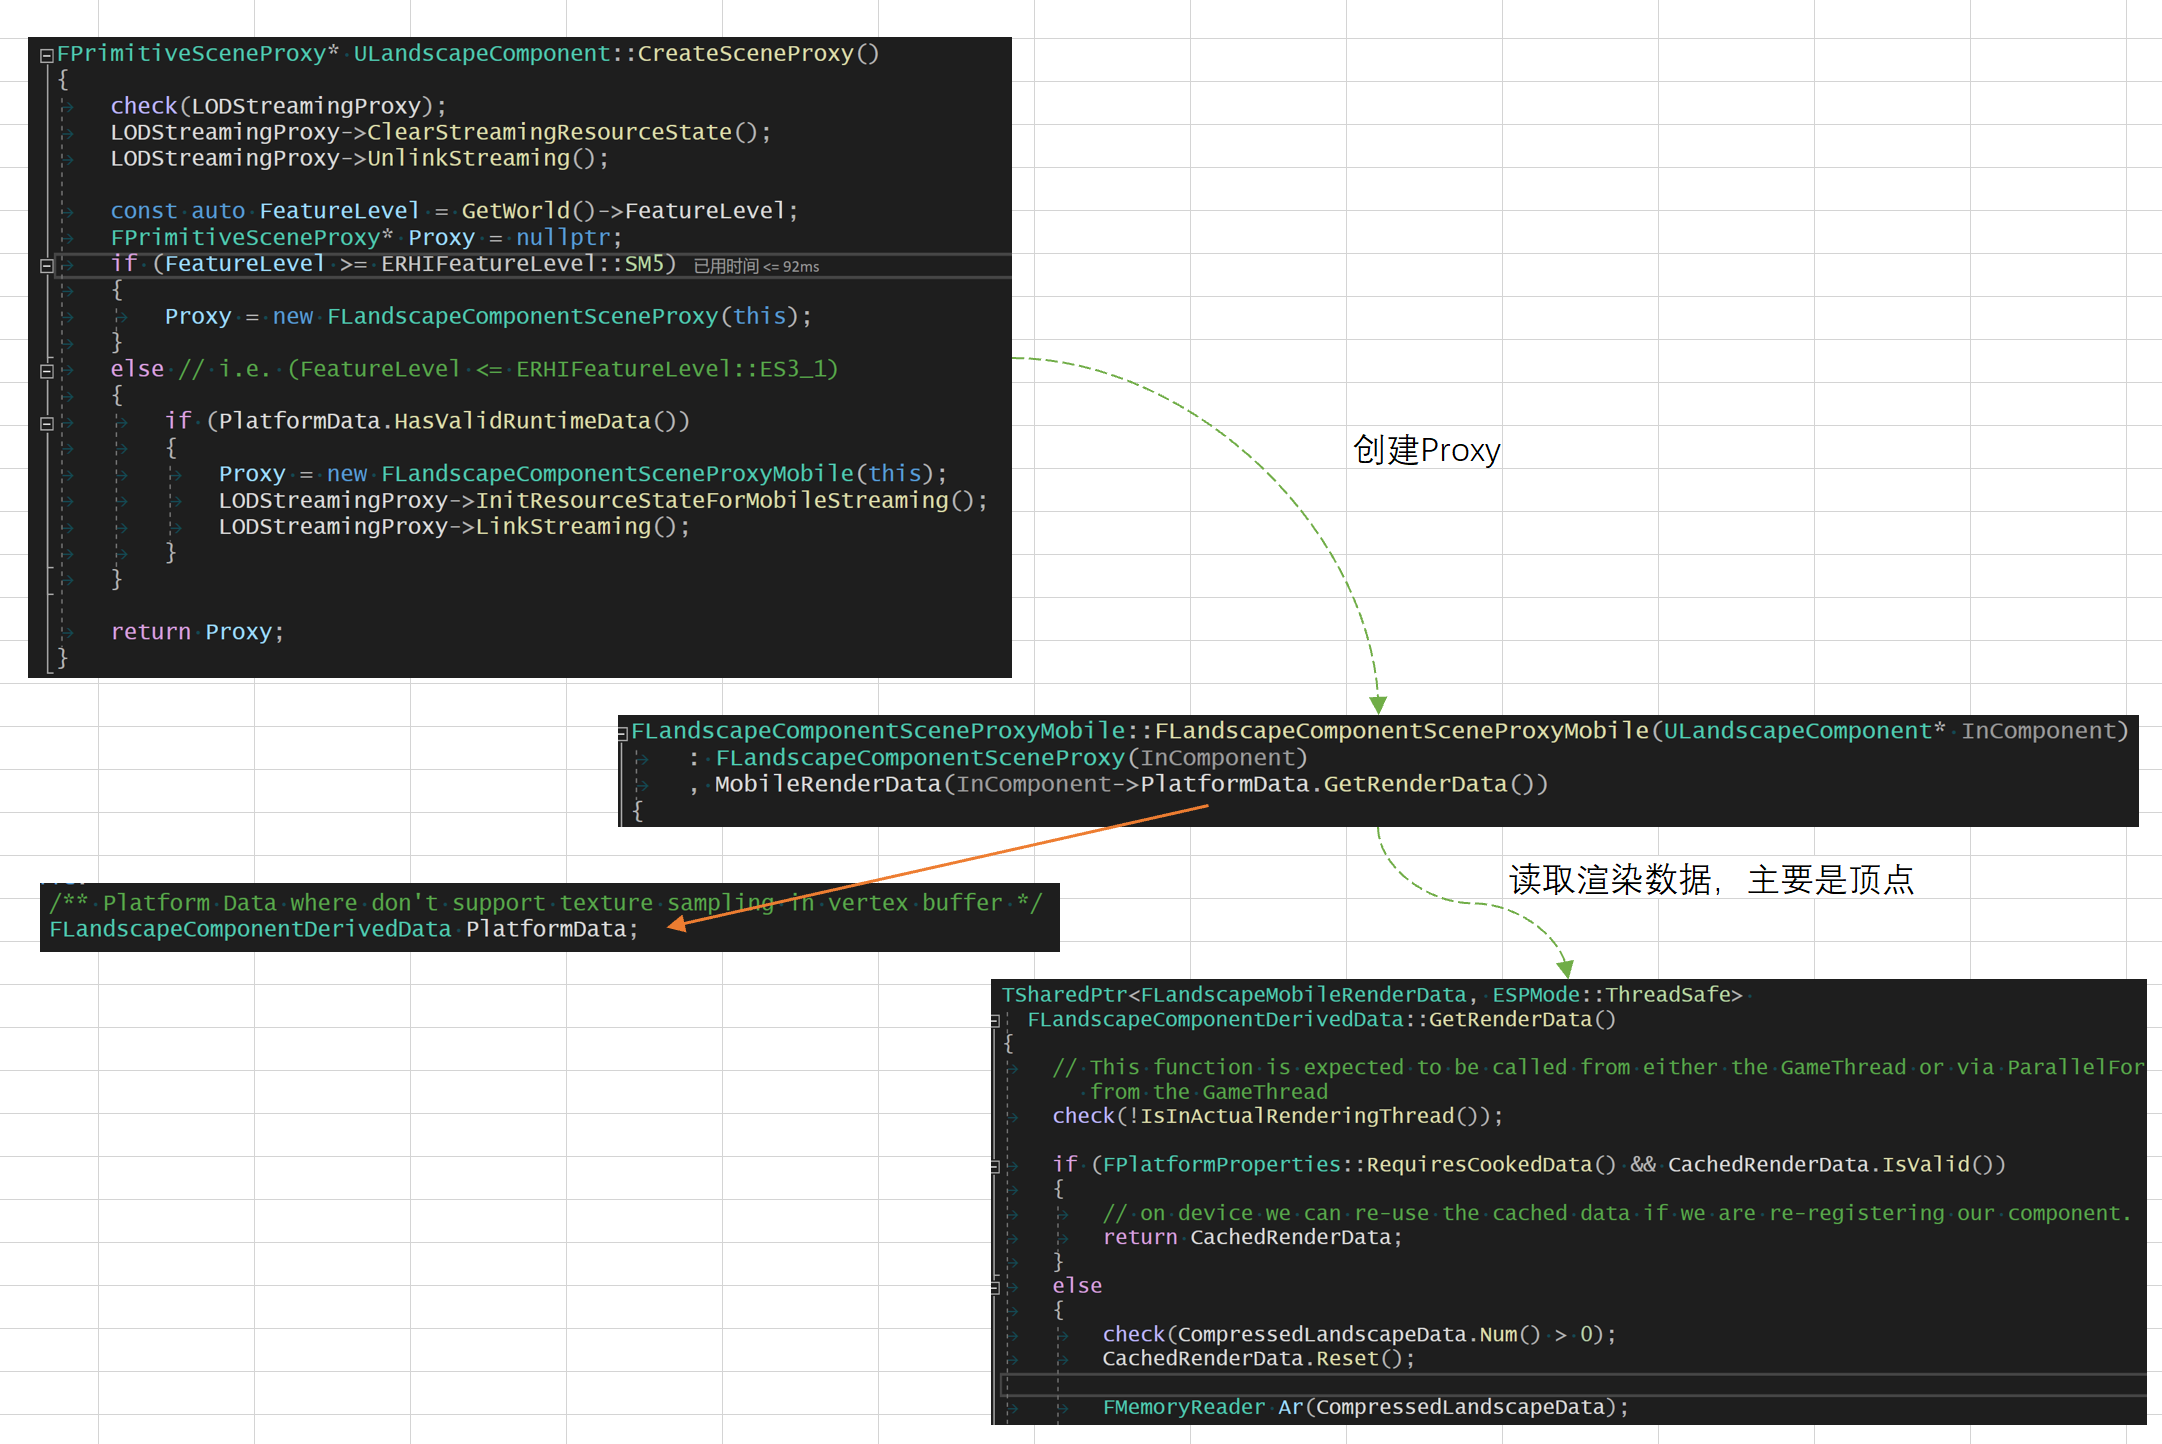 FPrimitiveSceneProxy* ULandscapeComponent::CreateSceneProxy()
{
check(LODStreamingProxy);
LODStreamingProxy->ClearStreamingResourceState();
LODStreamingProxy->UnlinkStreaming();
const auto FeatureLevel = GetWorld()->FeatureLevel;
FPrimitiveSceneProxy* Proxy = nullptr;
if (FeatureLevel >= ERHIFeatureLevel::SM5) 已用时间 <= 92ms
{
Proxy = new FLandscapeComponentSceneProxy(this);
}
else // i.e. (FeatureLevel <= ERHIFeatureLevel::ES3_1)
{
if (PlatformData.HasValidRuntimeData())
{
Proxy = new FLandscapeComponentSceneProxyMobile(this);
LODStreamingProxy->InitResourceStateForMobileStreaming();
LODStreamingProxy->LinkStreaming();
}
}
return Proxy;
}
创建Proxy
FLandscapeComponentSceneProxyMobile::FLandscapeComponentSceneProxyMobile(ULandscapeComponent* InComponent)
: FLandscapeComponentSceneProxy(InComponent)
, MobileRenderData(InComponent->PlatformData.GetRenderData())
{
读取渲染数据，主要是顶点
/** Platform Data where don't support texture sampling in vertex buffer */
FLandscapeComponentDerivedData PlatformData;
TSharedPtr<FLandscapeMobileRenderData, ESPMode::ThreadSafe>
FLandscapeComponentDerivedData::GetRenderData()
{
// This function is expected to be called from either the GameThread or via ParallelFor
from the GameThread
check(!IsInActualRenderingThread());
if (FPlatformProperties::RequiresCookedData() && CachedRenderData.IsValid())
{
// on device we can re-use the cached data if we are re-registering our component.
return CachedRenderData;
}
else
{
check(CompressedLandscapeData.Num() > 0);
CachedRenderData.Reset();
FMemoryReader Ar(CompressedLandscapeData);